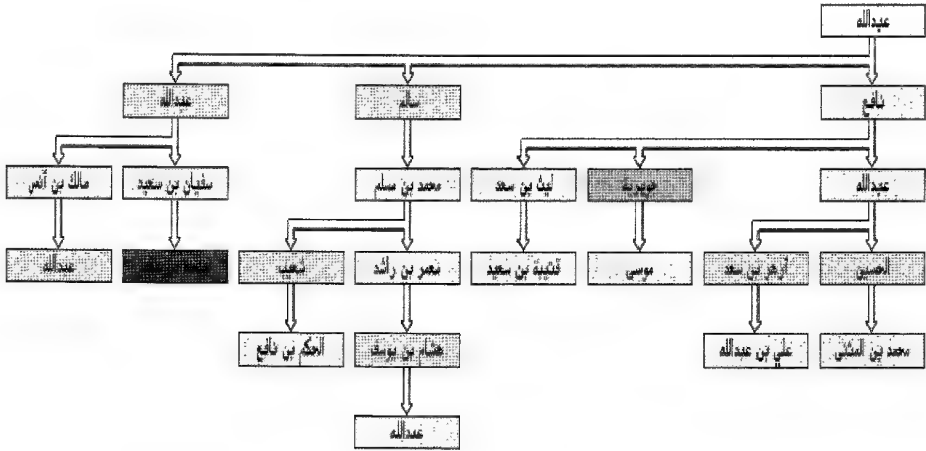 عبدالله
نافع
سالم
عبدالله
عبدالله
جويرية
ليث بن سعد
محمد بن مسلم
سفيان بن سعيد
مالك بن أنس
الحسين
أزهر بن سعد
موسى
قتيبة بن سعيد
معمر بن راشد
شعيب
عبدالله
محمد بن المثنى
علي بن عبدالله
هشام بن يوسف
الحكم بن نافع
عبدالله